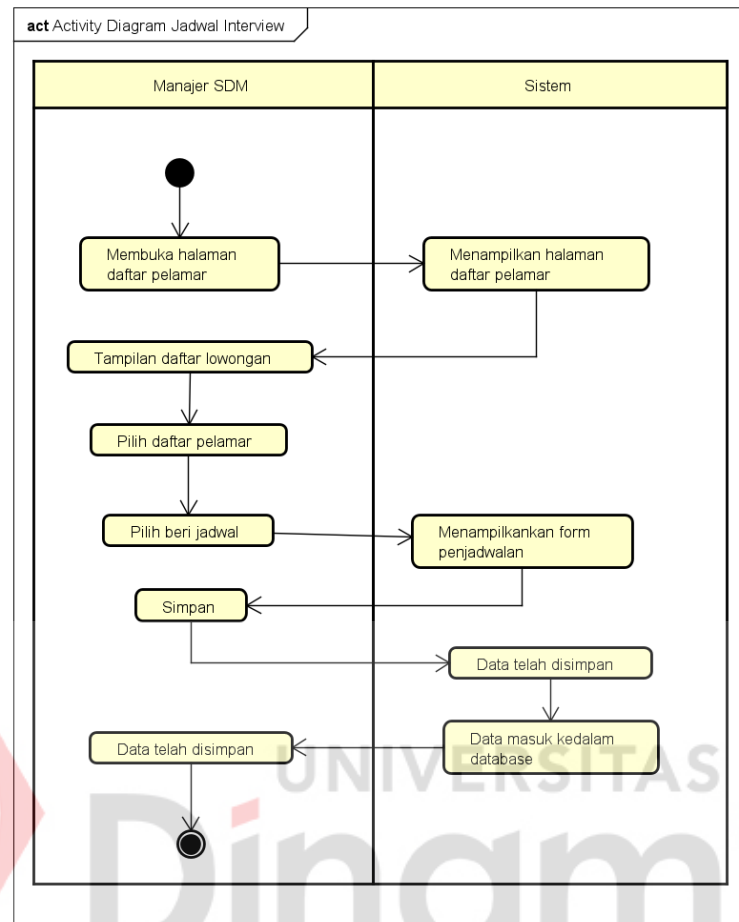 act Activity Diagram Jadwal Interview
Manajer SDM
Sistem
Membuka halaman
daftar pelamar
Menampilkan halaman
daftar pelamar
Tampilan daftar lowongan
Pilih daftar pelamar
Pilih beri jadwal
Menampilkankan form
penjadwalan
Simpan
Data telah disimpan
Data telah disimpan
Data masuk kedalam
database
UNIVERSITAS
Dinam